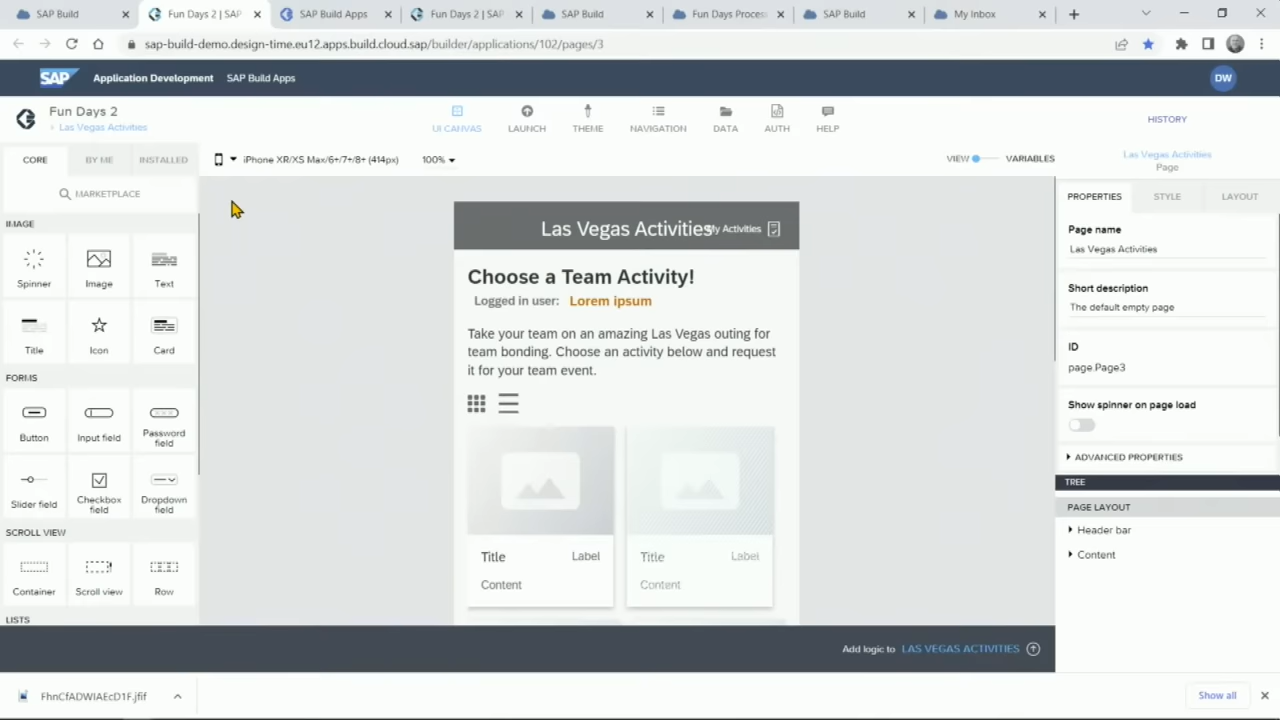 SAP Build
Fun Days 2 | SAP
SAP Build Apps
Fun Days 2 | SAP
SAP Build
Fun Days Proces
SAP Build
My Inbox
sap-build-demo.design-time.eu12.apps.build.cloud.sap/builder/applications/102/pages/3
SAP Application Development SAP Build Apps DW
Fun Days 2
Las Vegas Activities
UI CANVAS LAUNCH THEME NAVIGATION DATA AUTH HELP
HISTORY
CORE BY ME INSTALLED
iPhone XR/XS Max/6+/7+/8+ (414px) 100%
VIEW VARIABLES
Las Vegas Activities
Page
MARKETPLACE
PROPERTIES STYLE LAYOUT
IMAGE
Spinner Image Text
Title Icon Card
FORMS
Button Input field Password field
Slider field Checkbox field Dropdown field
SCROLL VIEW
Container Scroll view Row
LISTS
Las Vegas Activities My Activities
Choose a Team Activity!
Logged in user: Lorem ipsum
Take your team on an amazing Las Vegas outing for
team bonding. Choose an activity below and request
it for your team event.
Title Label
Content
Title Label
Content
Page name
Las Vegas Activities
Short description
The default empty page
ID
page.Page3
Show spinner on page load
ADVANCED PROPERTIES
TREE
PAGE LAYOUT
Header bar
Content
Add logic to LAS VEGAS ACTIVITIES
FhnCfADWIAEcD1F.jfif
Show all